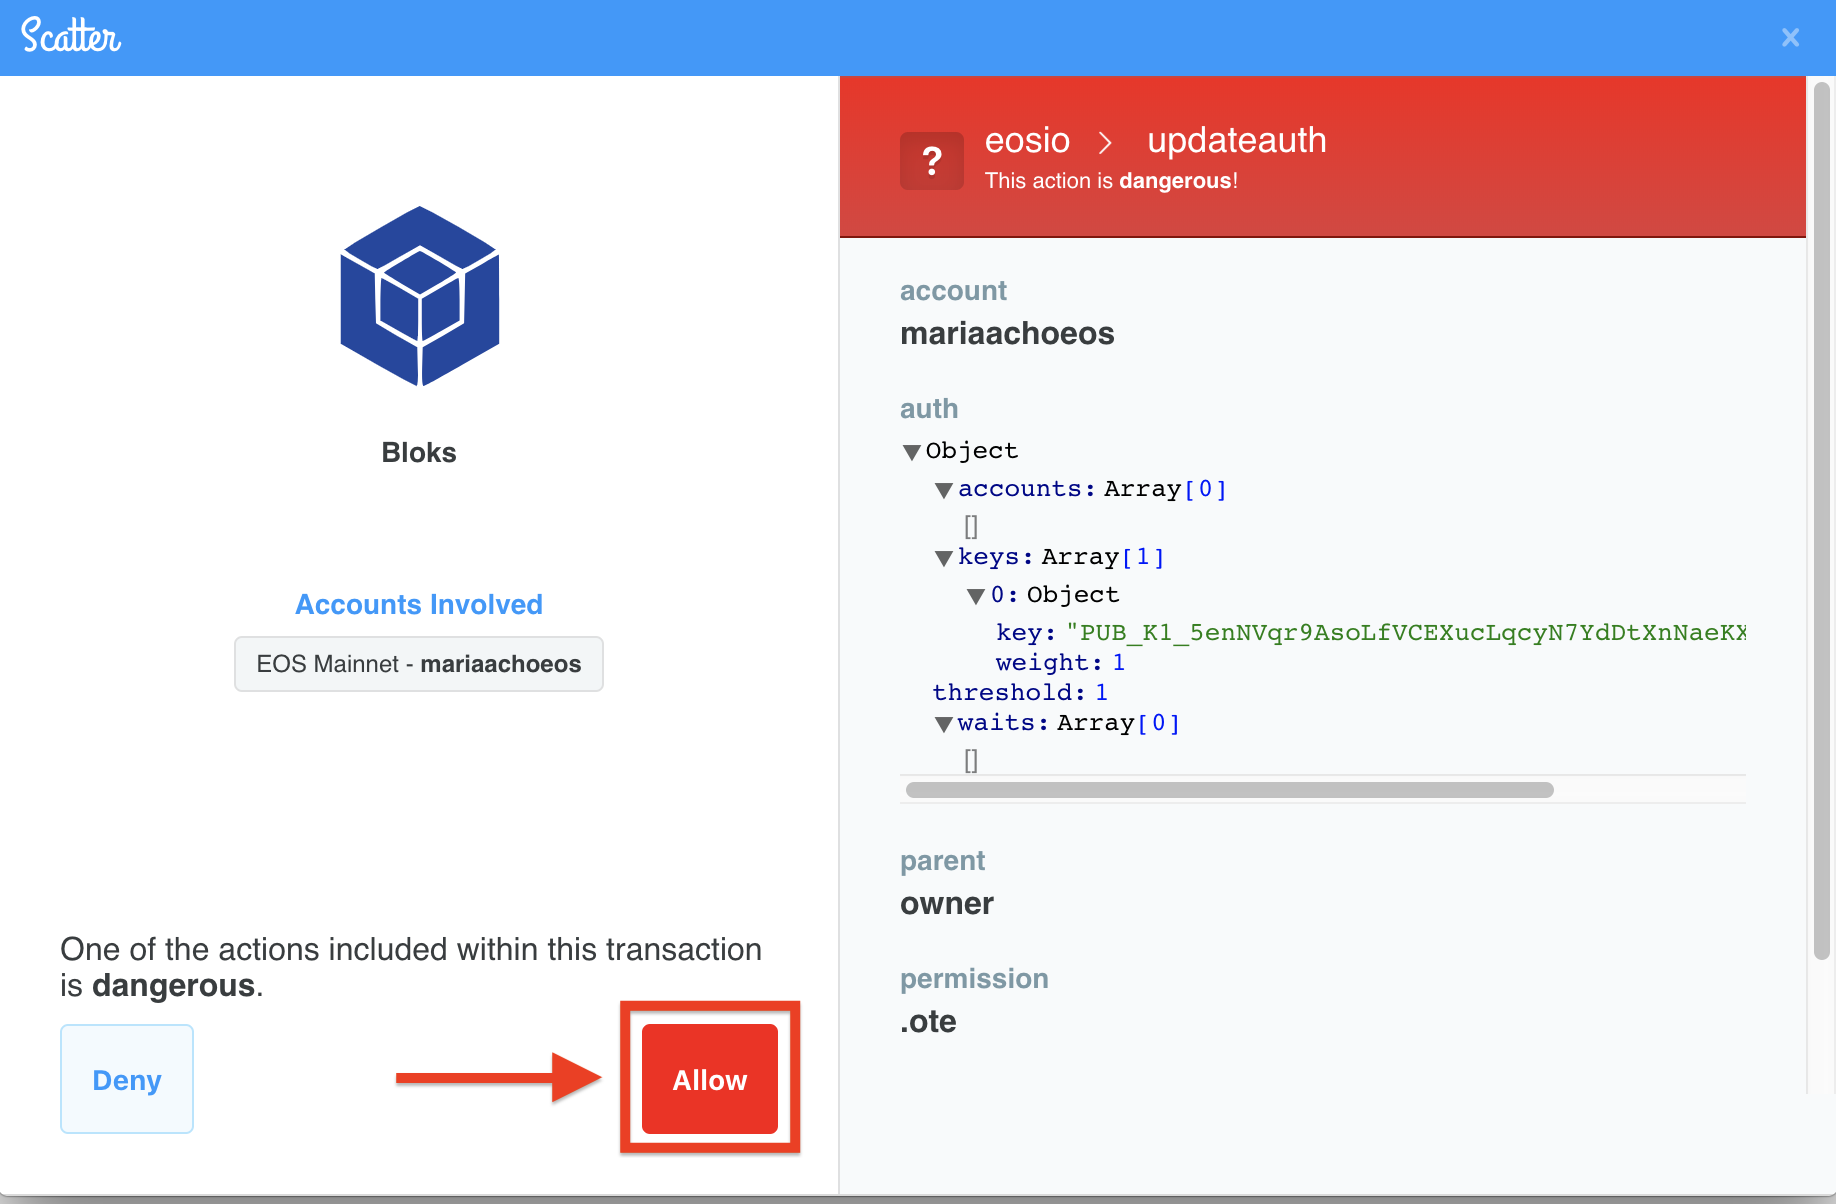 Scatter
Bloks
Accounts Involved
EOS Mainnet - mariaachoeos
One of the actions included within this transaction
is dangerous.
Deny
Allow
?
eosio > updateauth
This action is dangerous!
account
mariaachoeos
auth
▼Object
▼accounts: Array[0]
[]
▼keys: Array[1]
▼0: Object
key: "PUB_K1_5enNVqr9AsoLfVCEXucLqcyN7YdDtXnNaeKX
weight: 1
threshold: 1
▼waits: Array[0]
[]
parent
owner
permission
.ote